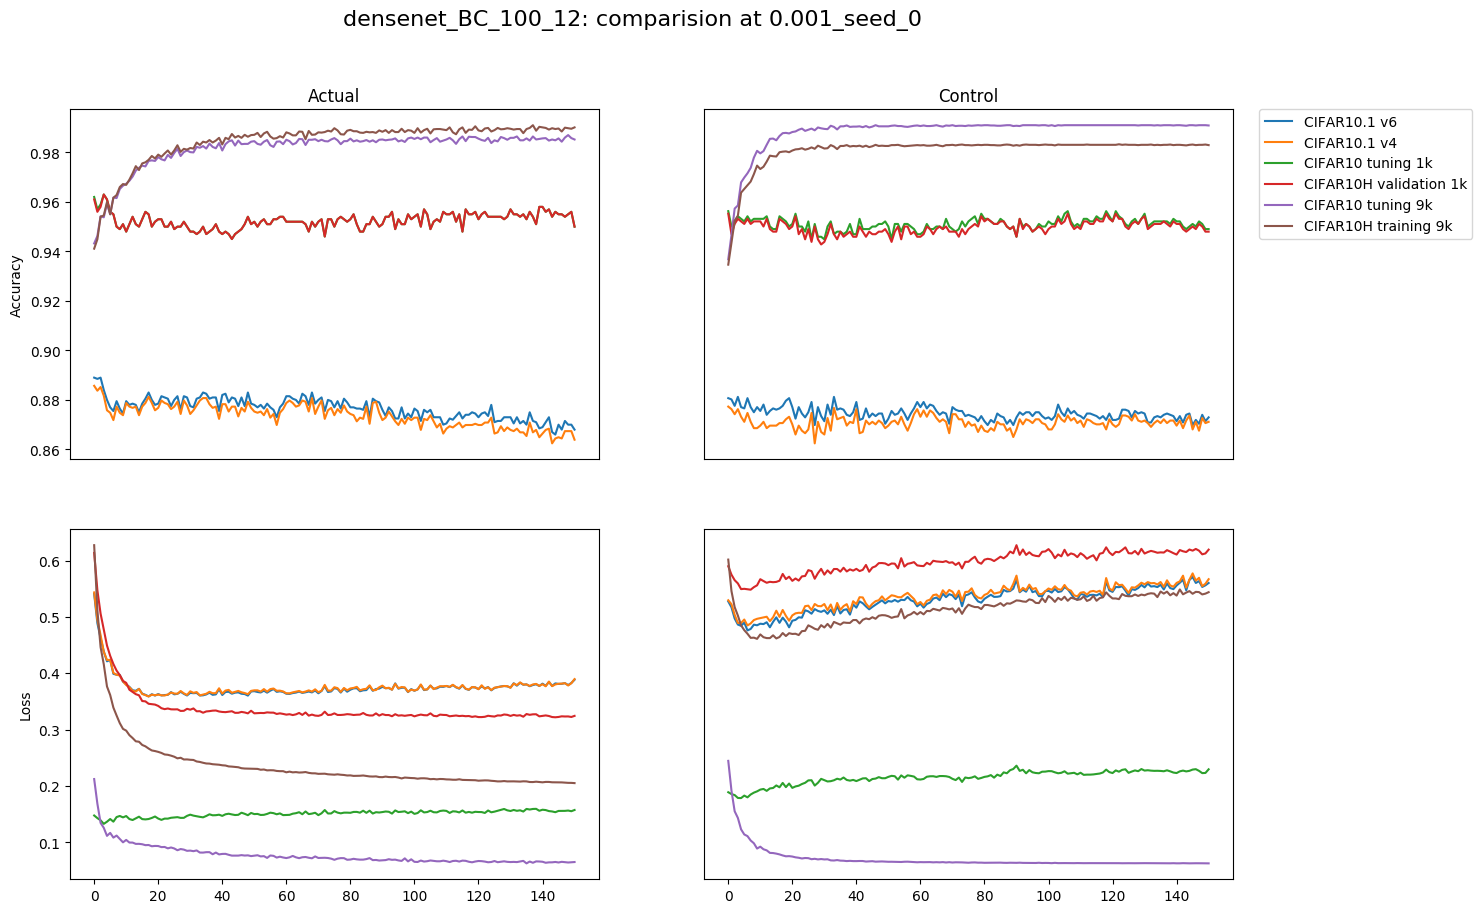 densenet_BC_100_12: comparision at 0.001_seed_0
Actual
Control
CIFAR10.1 v6
CIFAR10.1 v4
CIFAR10 tuning 1k
CIFAR10H validation 1k
CIFAR10 tuning 9k
CIFAR10H training 9k
Accuracy
0.98
0.96
0.94
0.92
0.90
0.88
0.86
Loss
0.6
0.5
0.4
0.3
0.2
0.1
0 20 40 60 80 100 120 140
0 20 40 60 80 100 120 140